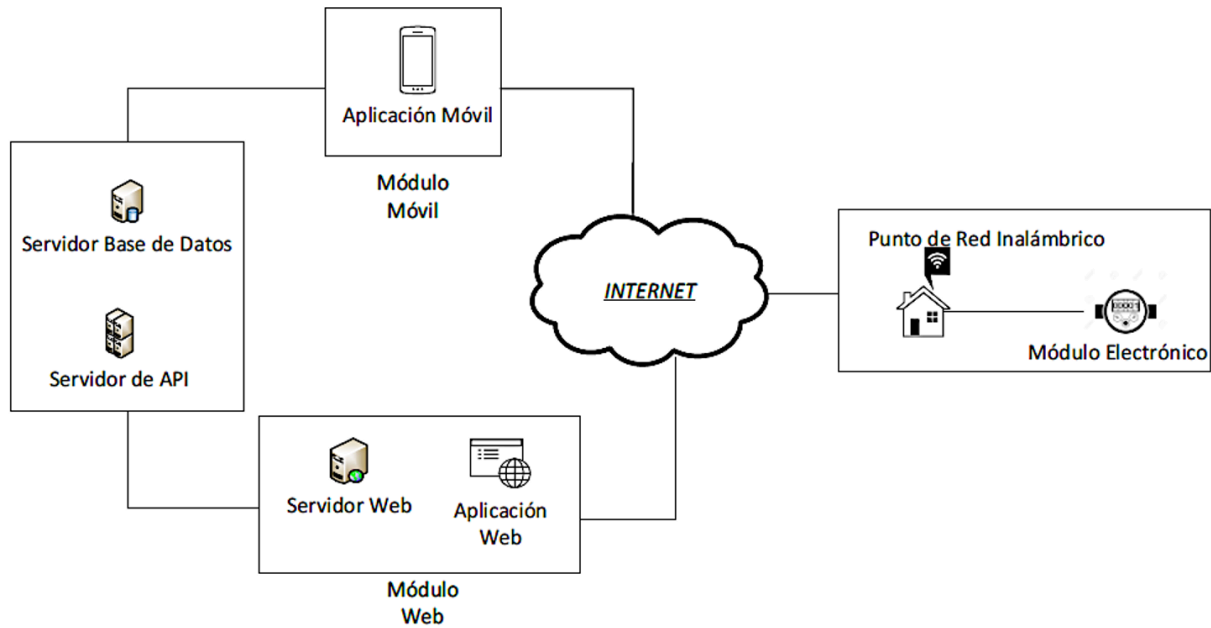 Aplicación Móvil
Módulo
Móvil
Servidor Base de Datos
Servidor de API
INTERNET
Punto de Red Inalámbrico
00001
Módulo Electrónico
Servidor Web
Aplicación
Web
Módulo
Web